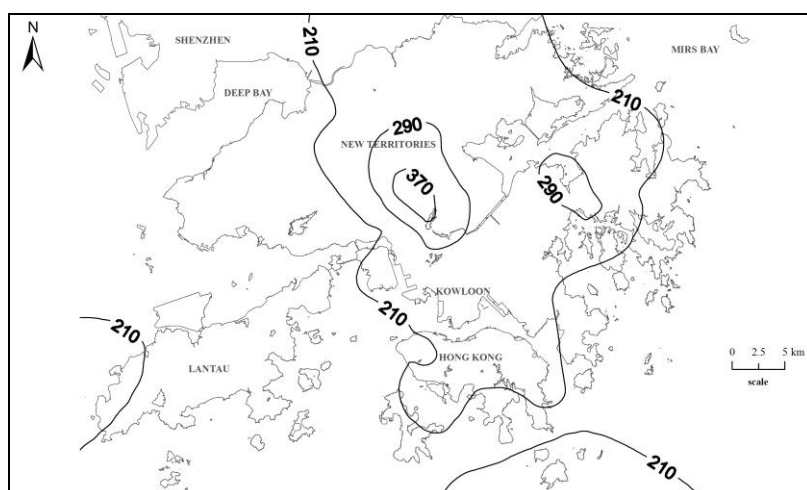 N
210
SHENZHEN
MIRS BAY
DEEP BAY
210
290
NEW TERRITORIES
370
290
KOWLOON
210
210
210
HONG KONG
LANTAU
0 2.5 5 km
scale
210